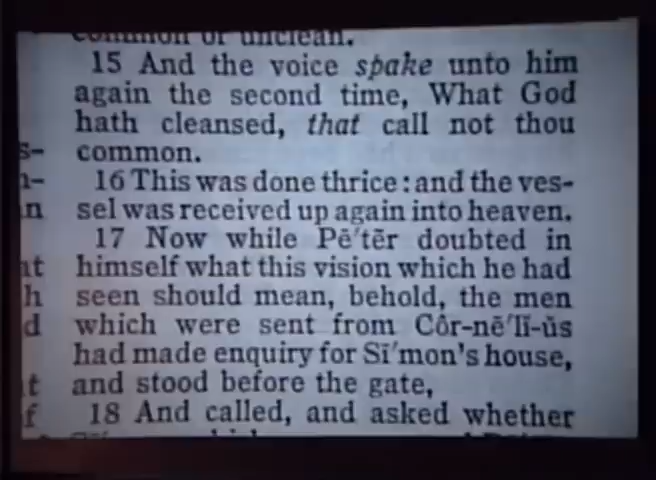 common or unclean.
15 And the voice spake unto him
again the second time, What God
hath cleansed, that call not thou
common.
16 This was done thrice: and the ves-
sel was received up again into heaven.
17 Now while Pē′tẽr doubted in
himself what this vision which he had
seen should mean, behold, the men
which were sent from Côr-nē′lĭ-ŭs
had made enquiry for Sī′mon's house,
and stood before the gate,
18 And called, and asked whether